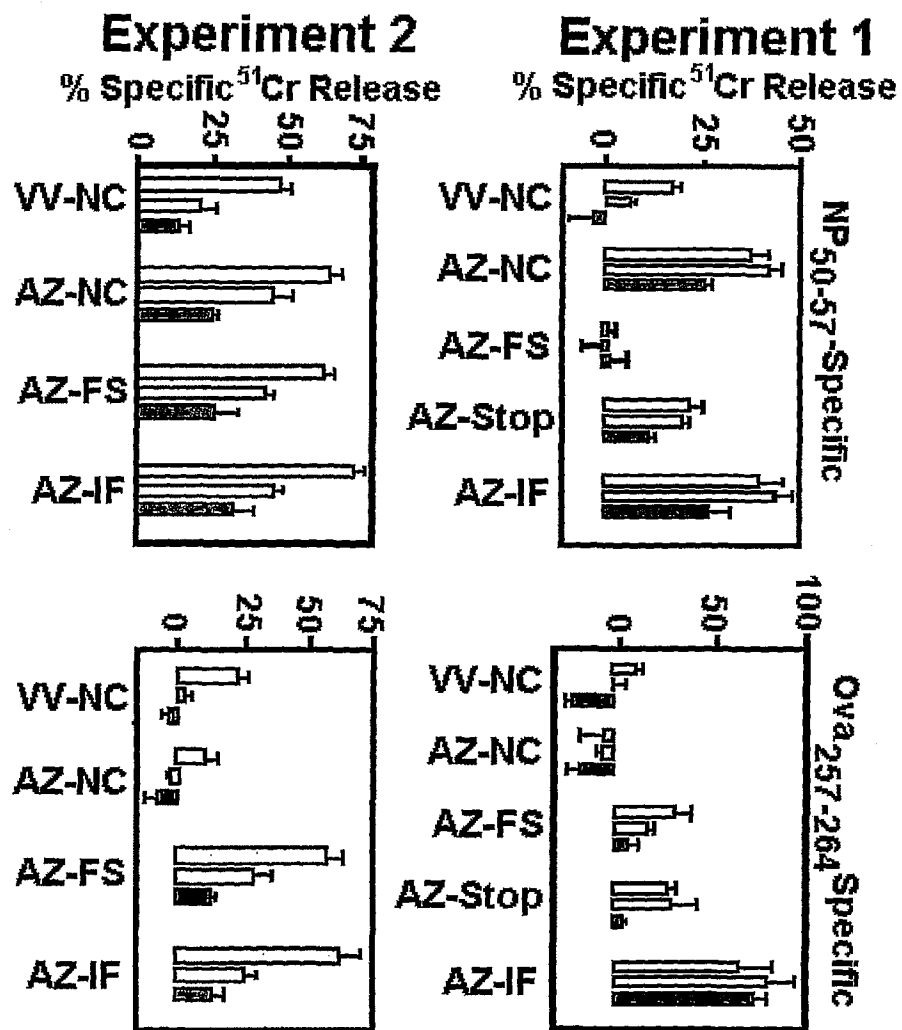 Experiment 2
% Specific 51Cr Release
0 25 50 75
VV-NC
AZ-NC
AZ-FS
AZ-IF
Experiment 1
% Specific 51Cr Release
0 25 50
VV-NC
AZ-NC
AZ-FS
AZ-Stop
AZ-IF
NP50-57-Specific
0 25 50 75
VV-NC
AZ-NC
AZ-FS
AZ-IF
0 50 100
VV-NC
AZ-NC
AZ-FS
AZ-Stop
AZ-IF
Ova257-264Specific